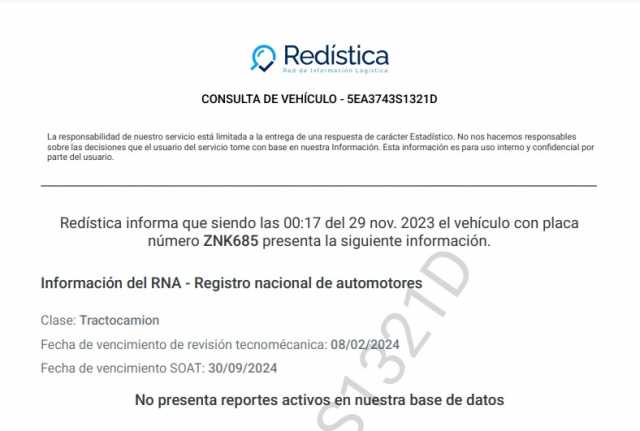 Redística
Red de Información Logística
CONSULTA DE VEHÍCULO - 5EA3743S1321D
La responsabilidad de nuestro servicio está limitada a la entrega de una respuesta de carácter Estadístico. No nos hacemos responsables
sobre las decisiones que el usuario del servicio tome con base en nuestra Información. Esta información es para uso interno y confidencial por
parte del usuario.
Redística informa que siendo las 00:17 del 29 nov. 2023 el vehículo con placa
número ZNK685 presenta la siguiente información.
Información del RNA - Registro nacional de automotores
Clase: Tractocamion
Fecha de vencimiento de revisión tecnomécanica: 08/02/2024
Fecha de vencimiento SOAT: 30/09/2024
No presenta reportes activos en nuestra base de datos
S1321D